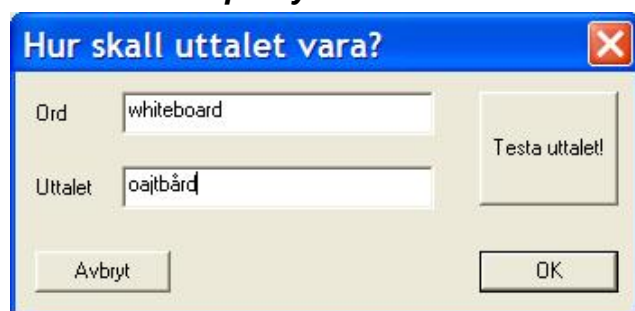 Hur skall uttalet vara?
Ord
whiteboard
Testa uttalet!
Uttalet
oajtbård
Avbryt
OK